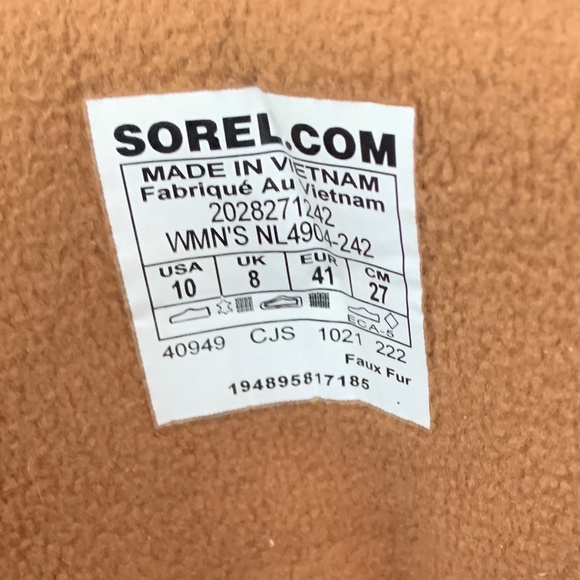 SOREL.COM
MADE IN VIETNAM
Fabriqué Au Vietnam
2028271242
WMN'S NL4904-242
USA UK EUR CM
10 8 41 27
ECA-5
40949 CJS 1021 222
Faux Fur
194895817185